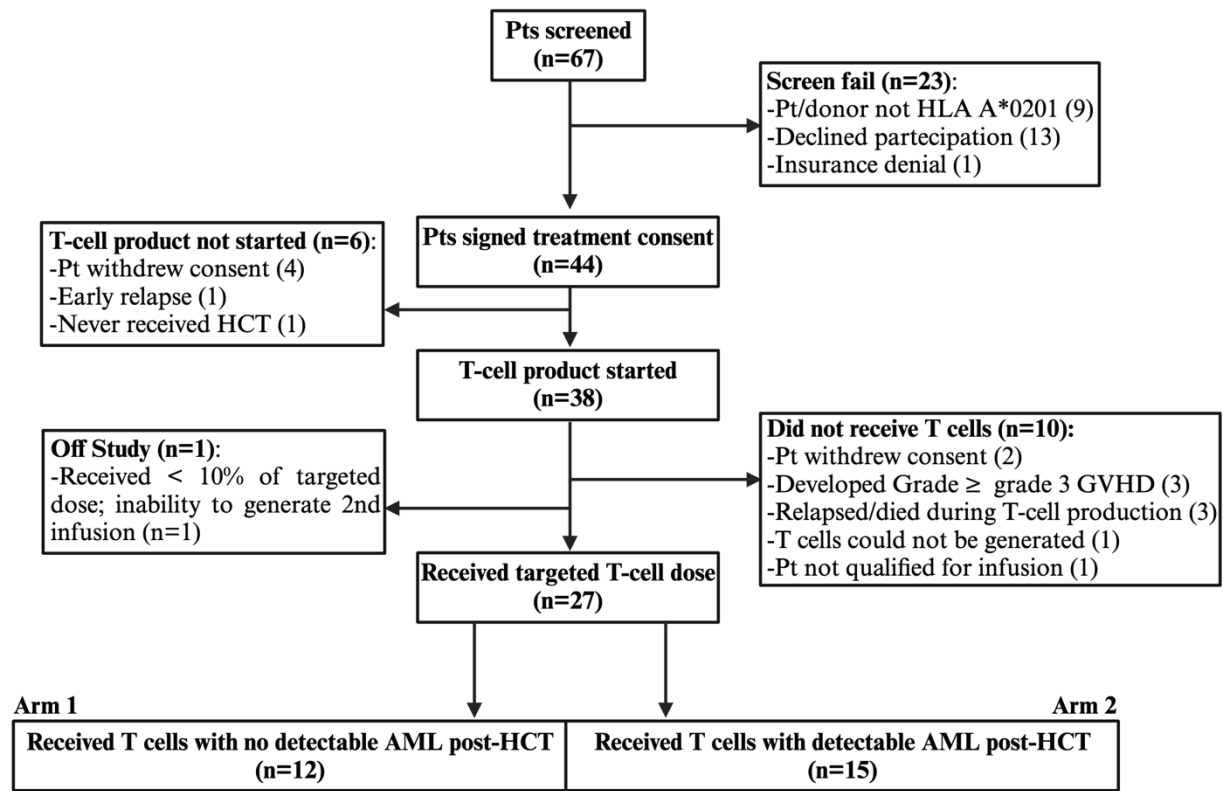 Pts screened
(n=67)
Screen fail (n=23):
-Pt/donor not HLA A*0201 (9)
-Declined partecipation (13)
-Insurance denial (1)
Pts signed treatment consent
(n=44)
T-cell product not started (n=6):
-Pt withdrew consent (4)
-Early relapse (1)
-Never received HCT (1)
T-cell product started
(n=38)
Off Study (n=1):
-Received < 10% of targeted
dose; inability to generate 2nd
infusion (n=1)
Did not receive T cells (n=10):
-Pt withdrew consent (2)
-Developed Grade ≥ grade 3 GVHD (3)
-Relapsed/died during T-cell production (3)
-T cells could not be generated (1)
-Pt not qualified for infusion (1)
Received targeted T-cell dose
(n=27)
Arm 1
Received T cells with no detectable AML post-HCT
(n=12)
Arm 2
Received T cells with detectable AML post-HCT
(n=15)